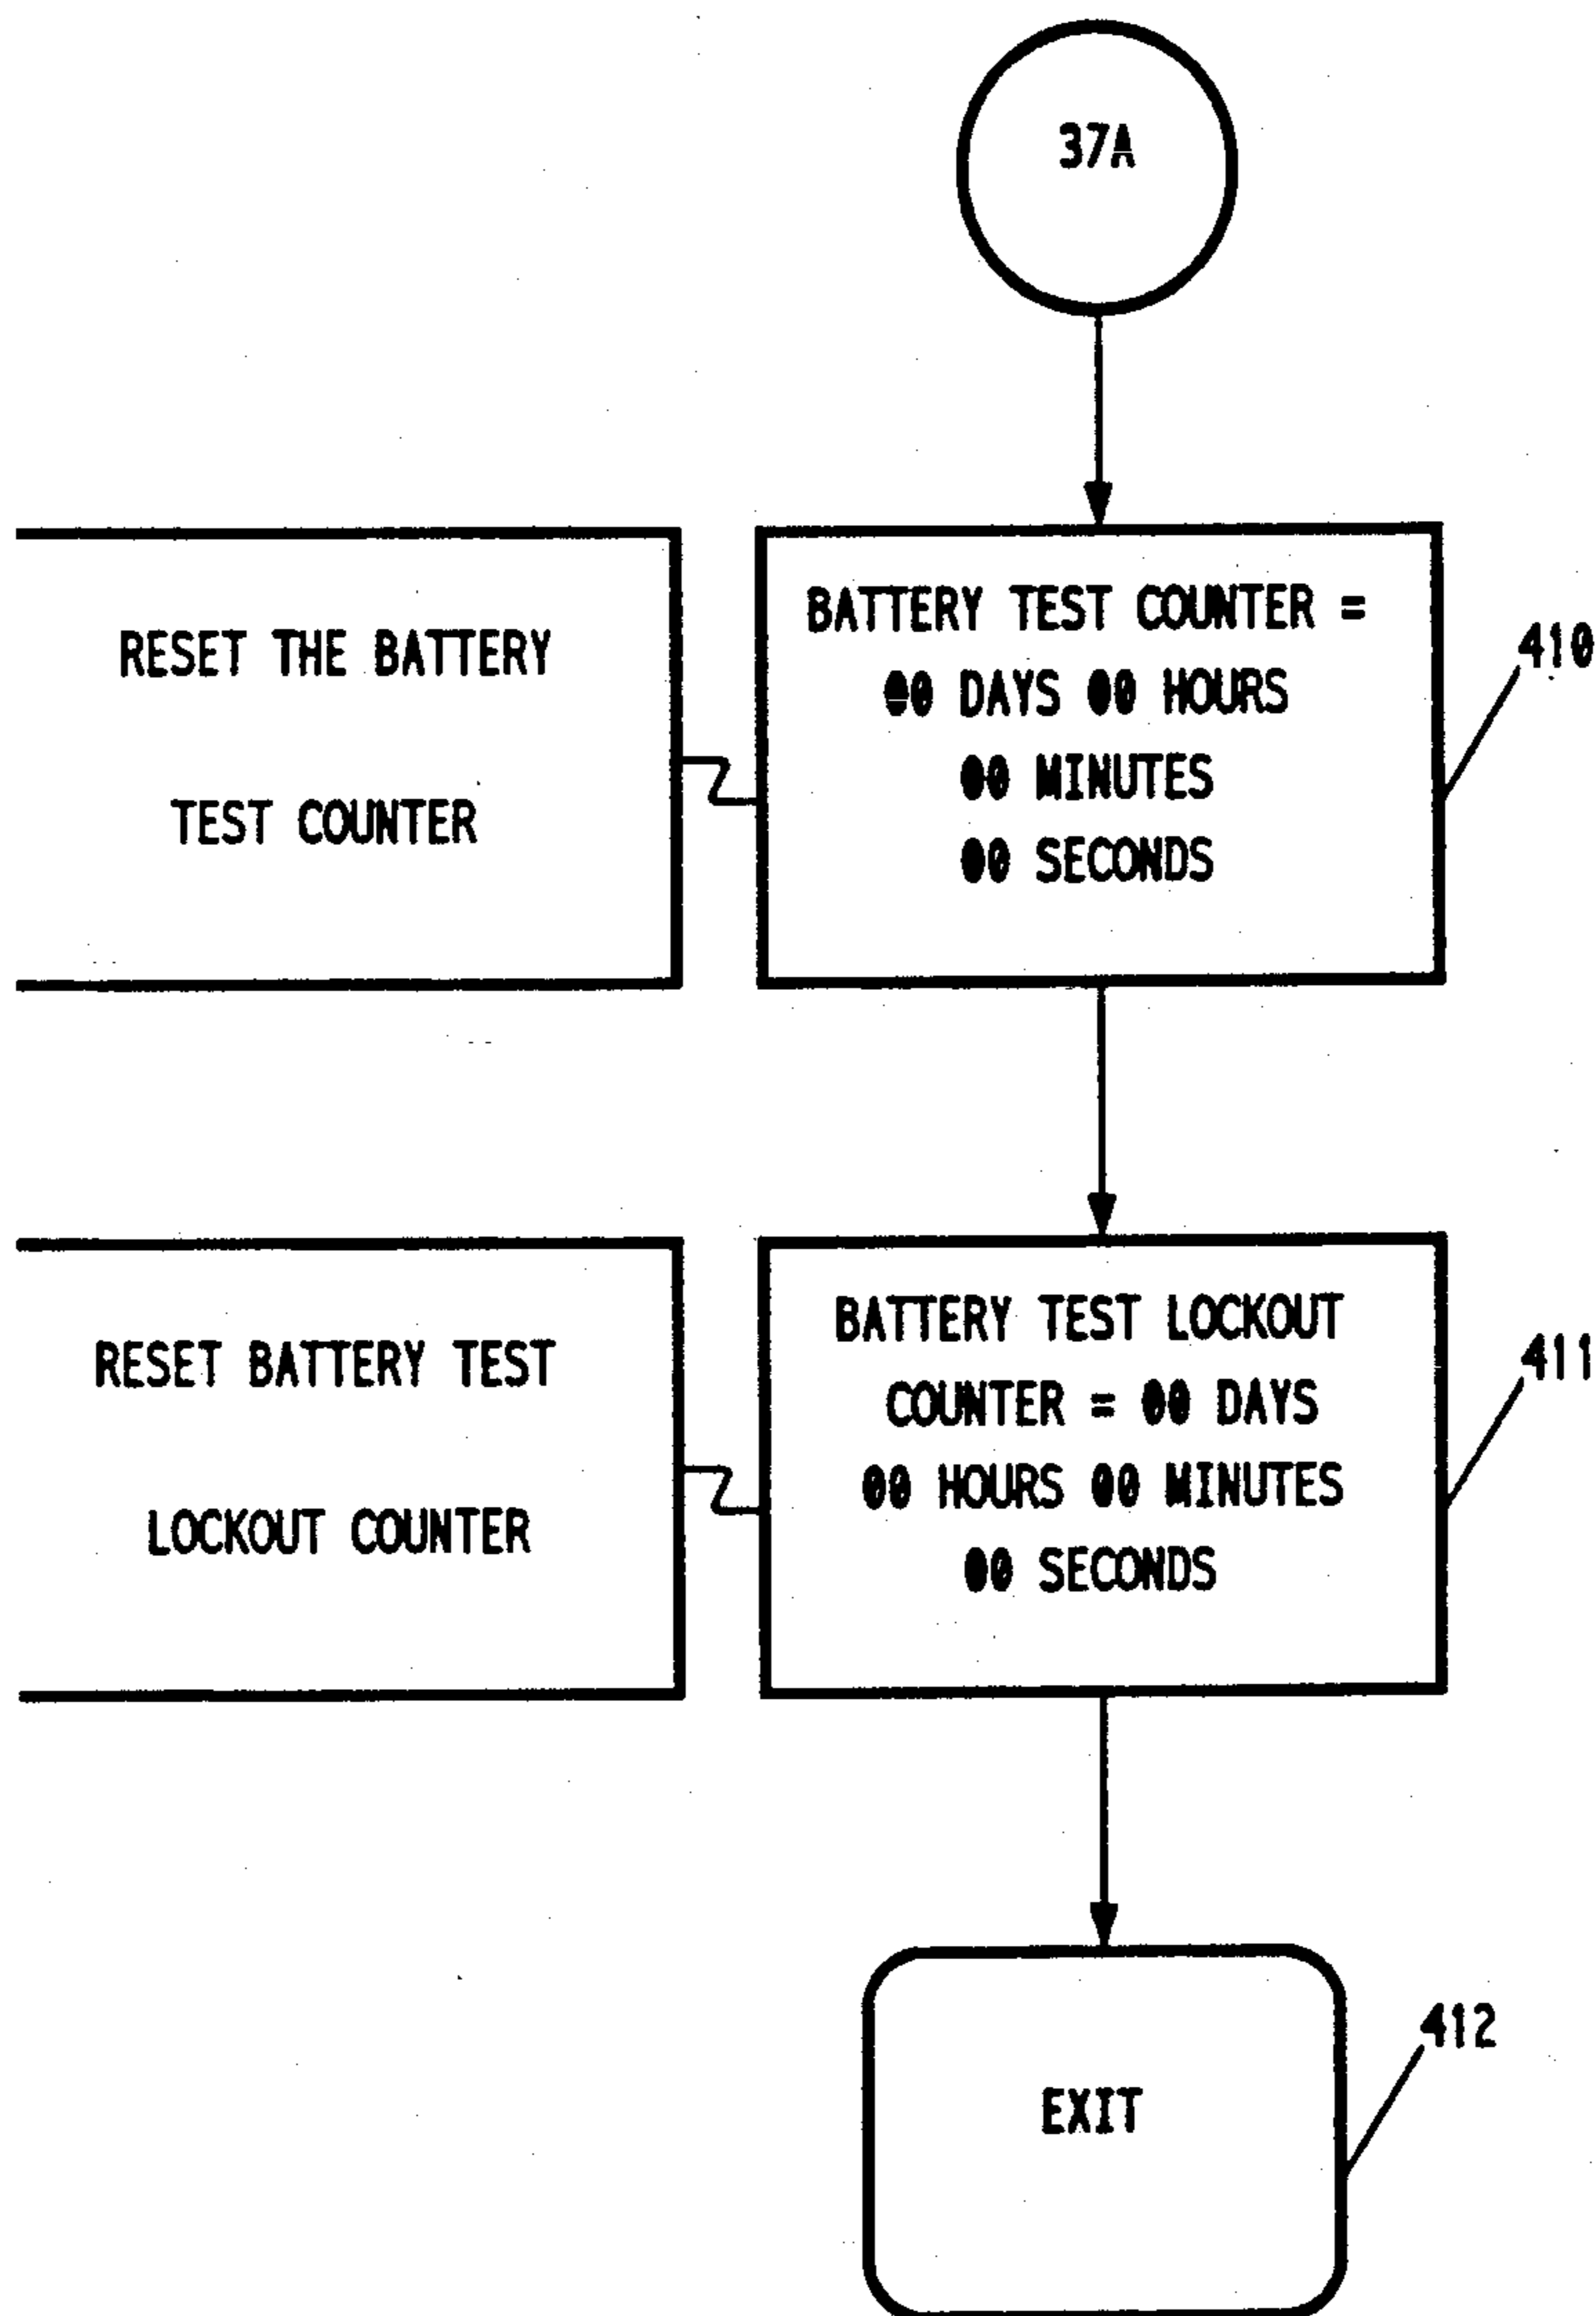 37A
RESET THE BATTERY
TEST COUNTER
BATTERY TEST COUNTER =
00 DAYS 00 HOURS
00 MINUTES
00 SECONDS
410
RESET BATTERY TEST
LOCKOUT COUNTER
BATTERY TEST LOCKOUT
COUNTER = 00 DAYS
00 HOURS 00 MINUTES
00 SECONDS
411
EXIT
412